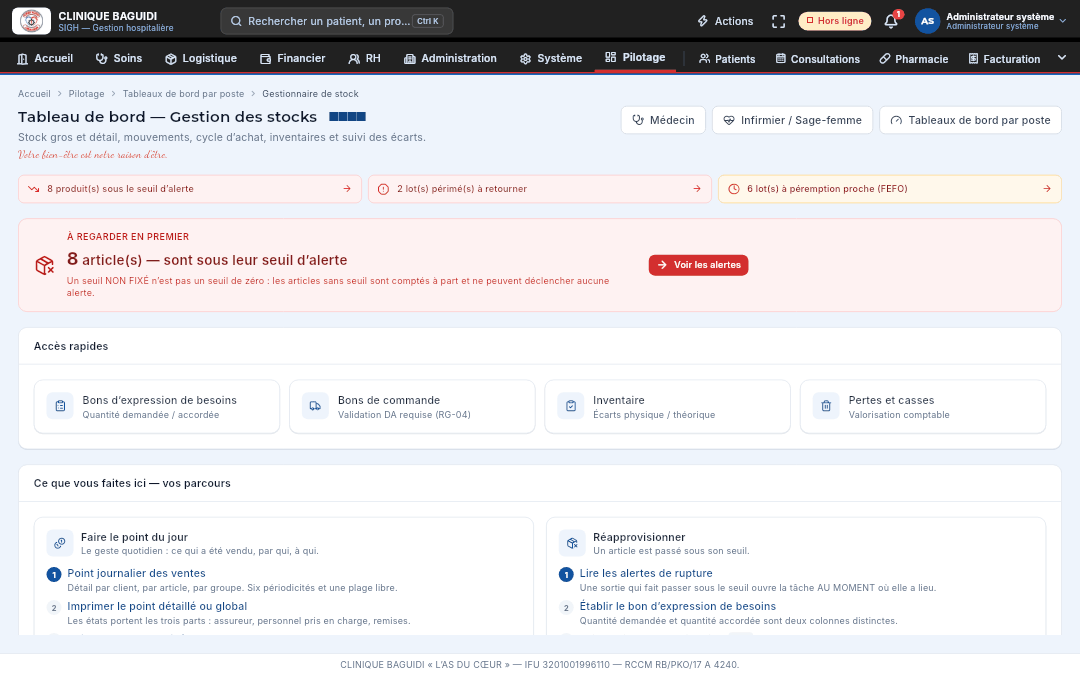 CLINIQUE BAGUIDI
SIGH — Gestion hospitalière
Rechercher un patient, un pro... Ctrl K
Actions
Hors ligne
1
AS
Administrateur système
Administrateur système
Accueil
Soins
Logistique
Financier
RH
Administration
Système
Pilotage
Patients
Consultations
Pharmacie
Facturation
Accueil > Pilotage > Tableaux de bord par poste > Gestionnaire de stock
Tableau de bord — Gestion des stocks
Stock gros et détail, mouvements, cycle d’achat, inventaires et suivi des écarts.
Votre bien-être est notre raison d'être.
Médecin
Infirmier / Sage-femme
Tableaux de bord par poste
8 produit(s) sous le seuil d’alerte
2 lot(s) périmé(s) à retourner
6 lot(s) à péremption proche (FEFO)
À REGARDER EN PREMIER
8 article(s) — sont sous leur seuil d’alerte
Un seuil NON FIXÉ n’est pas un seuil de zéro : les articles sans seuil sont comptés à part et ne peuvent déclencher aucune
alerte.
Voir les alertes
Accès rapides
Bons d’expression de besoins
Quantité demandée / accordée
Bons de commande
Validation DA requise (RG-04)
Inventaire
Écarts physique / théorique
Pertes et casses
Valorisation comptable
Ce que vous faites ici — vos parcours
Faire le point du jour
Le geste quotidien : ce qui a été vendu, par qui, à qui.
1 Point journalier des ventes
Détail par client, par article, par groupe. Six périodicités et une plage libre.
2 Imprimer le point détaillé ou global
Les états portent les trois parts : assureur, personnel pris en charge, remises.
Réapprovisionner
Un article est passé sous son seuil.
1 Lire les alertes de rupture
Une sortie qui fait passer sous le seuil ouvre la tâche AU MOMENT où elle a lieu.
2 Établir le bon d’expression de besoins
Quantité demandée et quantité accordée sont deux colonnes distinctes.
CLINIQUE BAGUIDI « L’AS DU CŒUR » — IFU 3201001996110 — RCCM RB/PKO/17 A 4240.